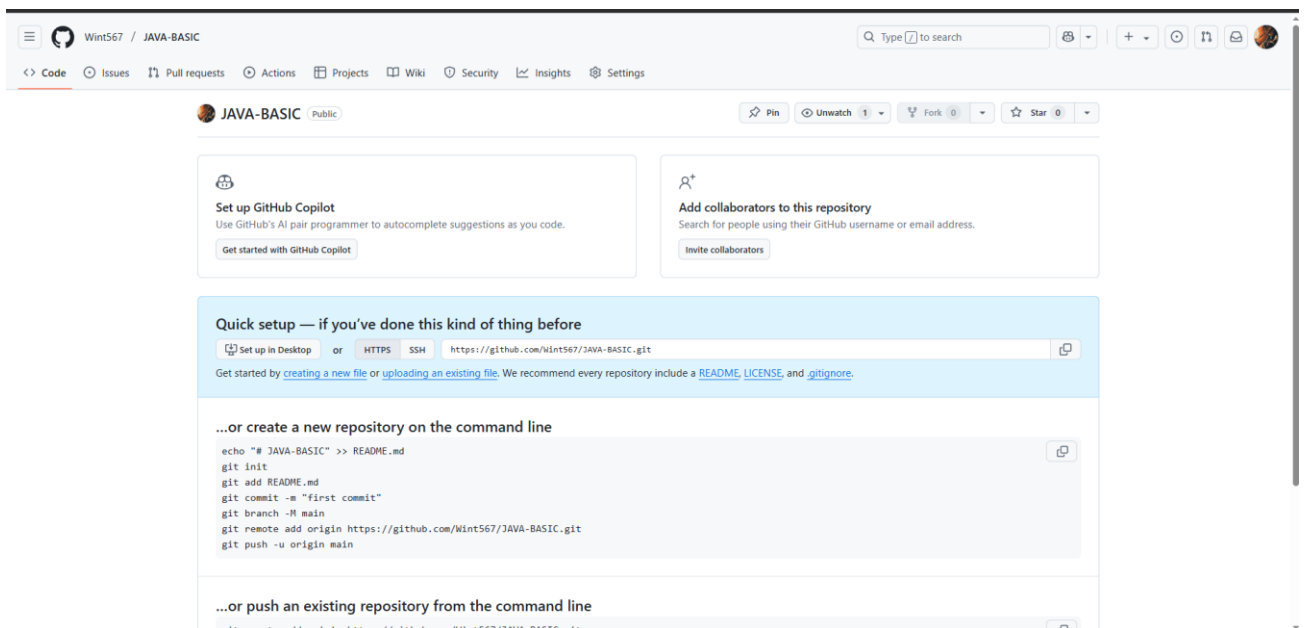 Wint567 / JAVA-BASIC
Type / to search
Code Issues Pull requests Actions Projects Wiki Security Insights Settings
JAVA-BASIC Public
Pin Unwatch 1 Fork 0 Star 0
Set up GitHub Copilot
Use GitHub's AI pair programmer to autocomplete suggestions as you code.
Get started with GitHub Copilot
Add collaborators to this repository
Search for people using their GitHub username or email address.
Invite collaborators
Quick setup — if you've done this kind of thing before
Set up in Desktop or HTTPS SSH https://github.com/Wint567/JAVA-BASIC.git
Get started by creating a new file or uploading an existing file. We recommend every repository include a README, LICENSE, and .gitignore.
...or create a new repository on the command line
echo "# JAVA-BASIC" >> README.md
git init
git add README.md
git commit -m "first commit"
git branch -M main
git remote add origin https://github.com/Wint567/JAVA-BASIC.git
git push -u origin main
...or push an existing repository from the command line